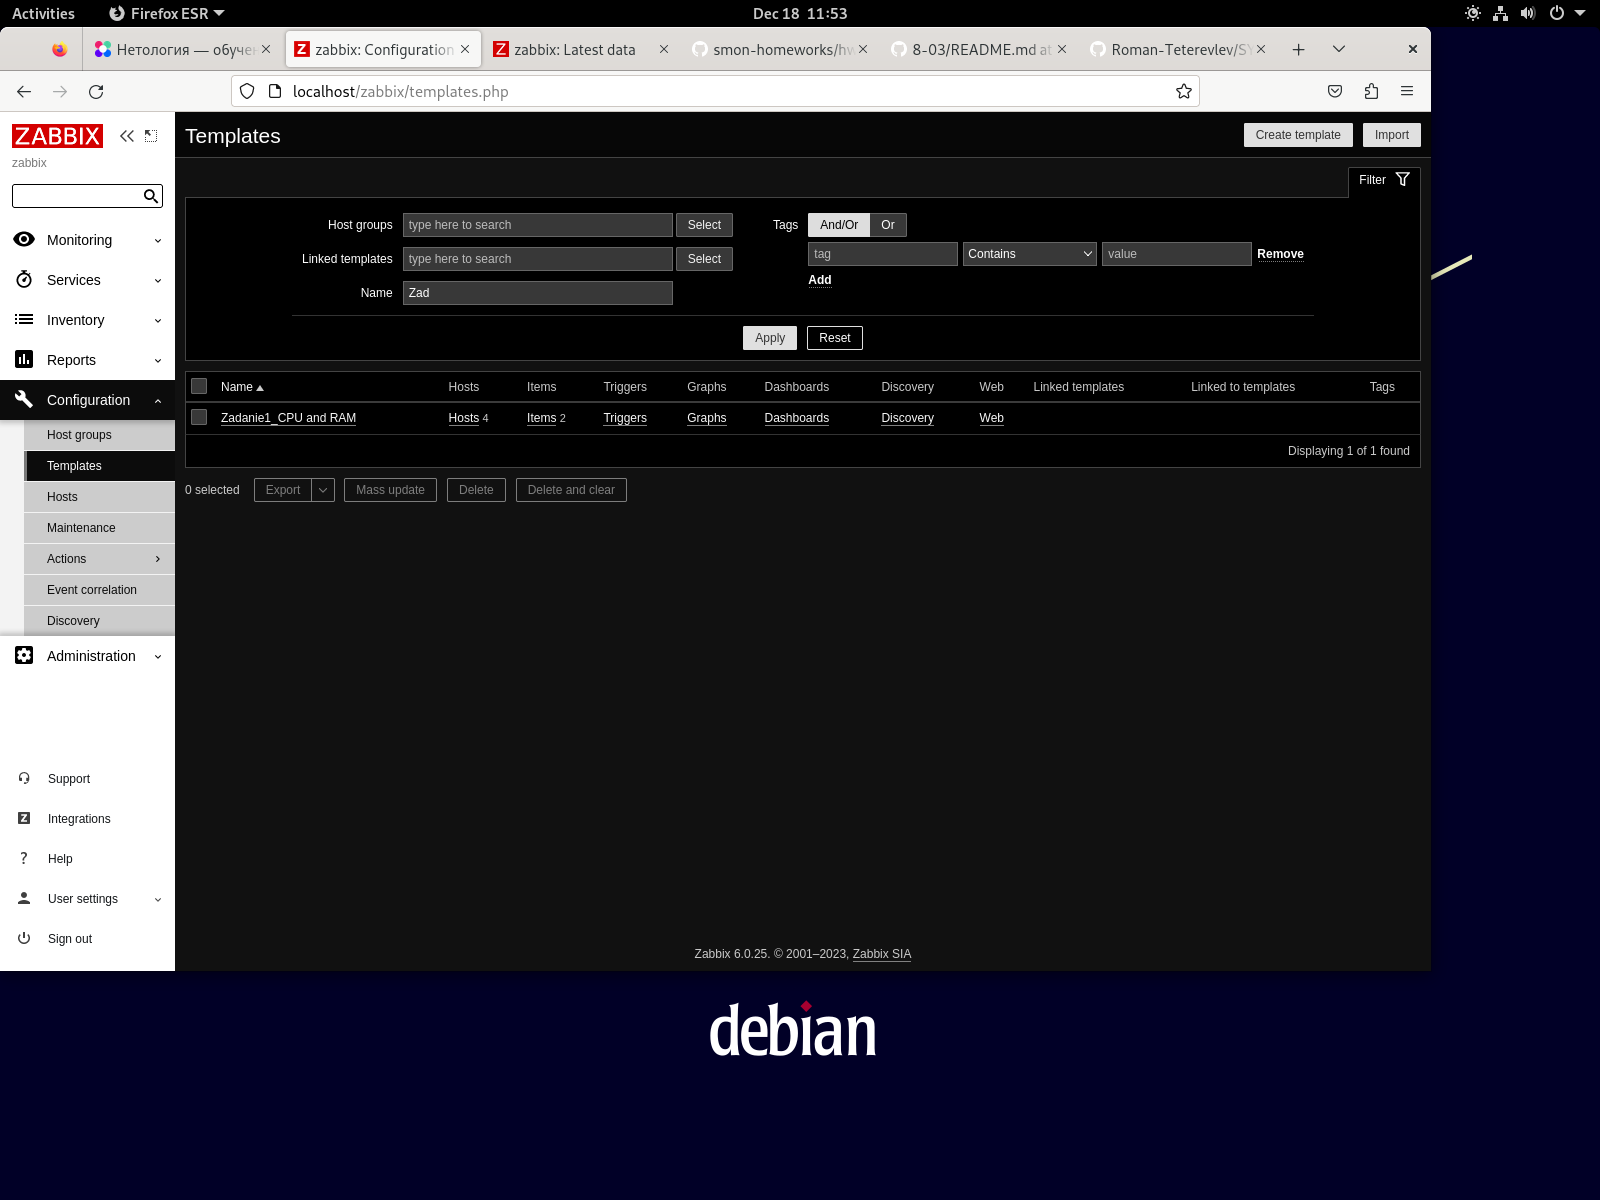 Activities Firefox ESR Dec 18 11:53
Нетология — обучен zabbix: Configuration zabbix: Latest data smon-homeworks/hw 8-03/README.md at Roman-Teterevlev/SY
localhost/zabbix/templates.php
ZABBIX
zabbix
Monitoring
Services
Inventory
Reports
Configuration
Host groups
Templates
Hosts
Maintenance
Actions
Event correlation
Discovery
Administration
Support
Integrations
Help
User settings
Sign out
Templates Create template Import
Filter
Host groups type here to search Select Tags And/Or Or
tag Contains value Remove
Linked templates type here to search Select
Add
Name Zad
Apply Reset
Name Hosts Items Triggers Graphs Dashboards Discovery Web Linked templates Linked to templates Tags
Zadanie1_CPU and RAM Hosts 4 Items 2 Triggers Graphs Dashboards Discovery Web
Displaying 1 of 1 found
0 selected Export Mass update Delete Delete and clear
Zabbix 6.0.25. © 2001–2023, Zabbix SIA
debian